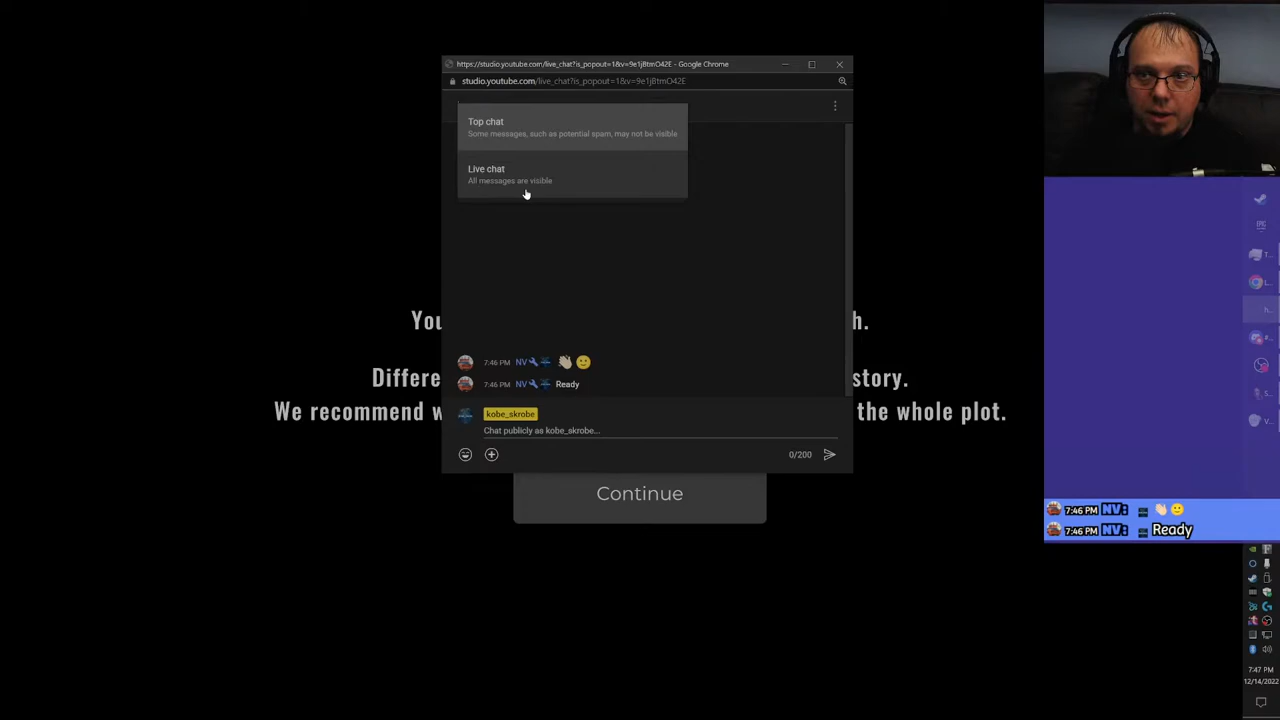 https://studio.youtube.com/live_chat?is_popout=1&v=9e1jBtmO42E - Google Chrome
studio.youtube.com/live_chat?is_popout=1&v=9e1jBtmO42E
Top chat
Some messages, such as potential spam, may not be visible
Live chat
All messages are visible
You
h.
Differe
story.
We recommend w
the whole plot.
7:46 PM NV 👋🏻 🙂
7:46 PM NV Ready
kobe_skrobe
Chat publicly as kobe_skrobe...
0/200
Continue
EPIC
T...
L...
h..
S...
V...
7:46 PM NV: 👋🏻 🙂
7:46 PM NV: Ready
7:47 PM
12/14/2022